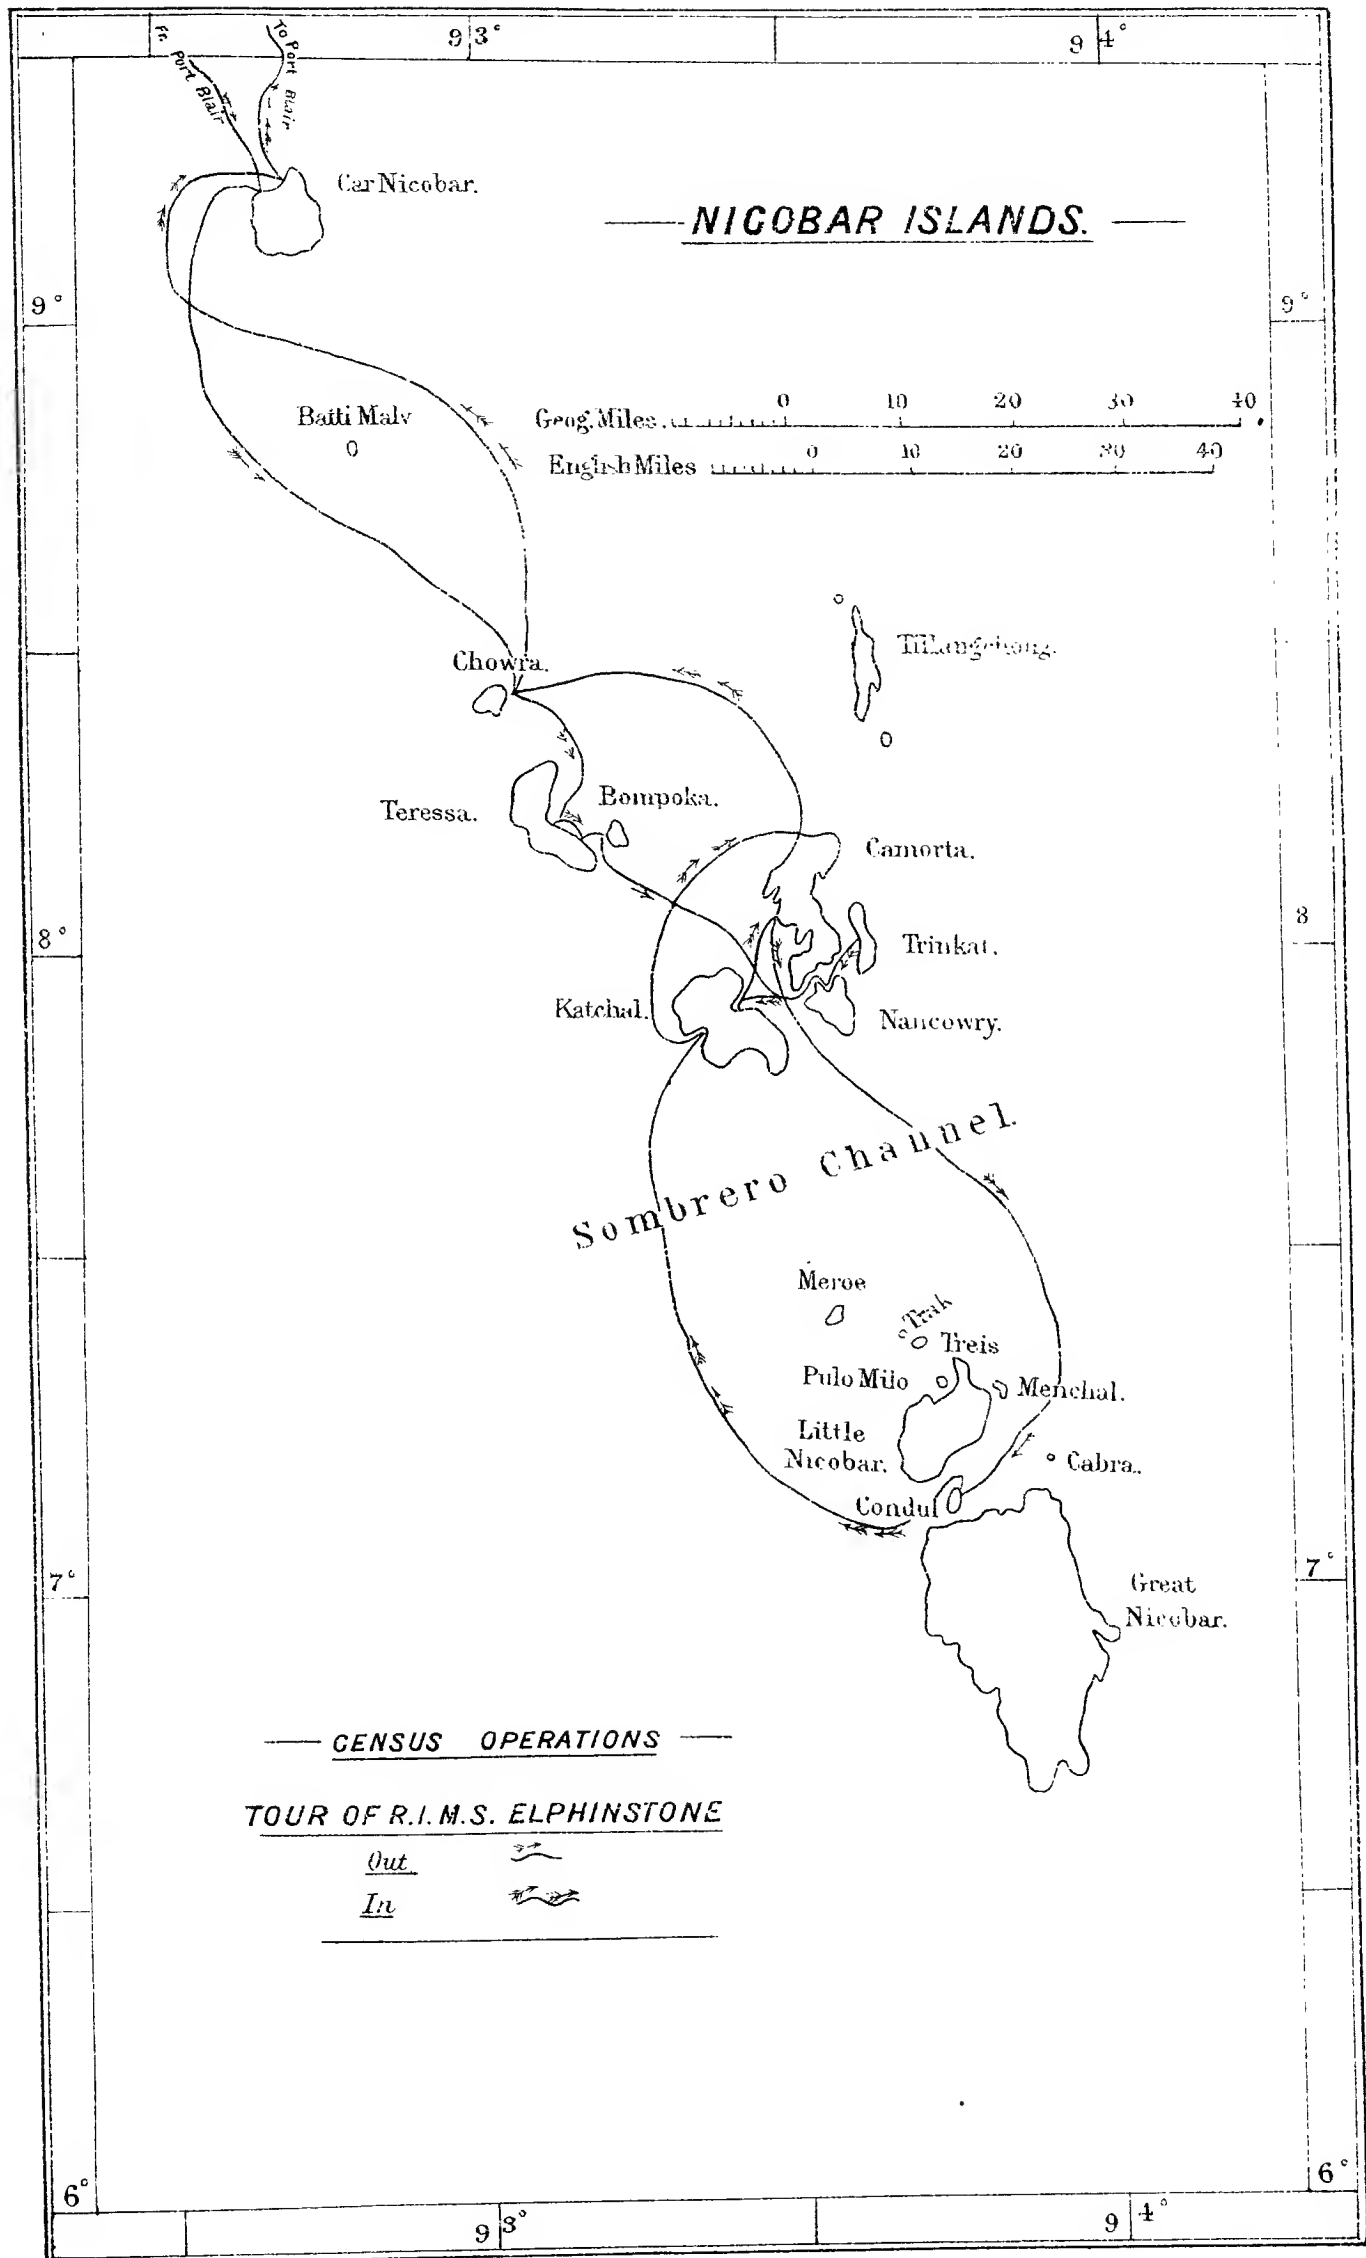 93° 94°
Fr. Port Blair
To Port Blair
Car Nicobar.
NICOBAR ISLANDS.
9° 9°
Batti Malv
Geog. Miles. 0 10 20 30 40
English Miles 0 10 20 30 40
Chowra.
Tillangchong.
Teressa.
Bompoka.
Camorta.
8° 8
Trinkat.
Katchal.
Nancowry.
Sombrero Channel.
Meroe
Trak
Treis
Pulo Milo
Menchal.
Little
Nicobar.
Cabra.
Condul
7° 7°
Great
Nicobar.
CENSUS OPERATIONS
TOUR OF R.I.M.S. ELPHINSTONE
Out
In
6° 6°
93° 94°